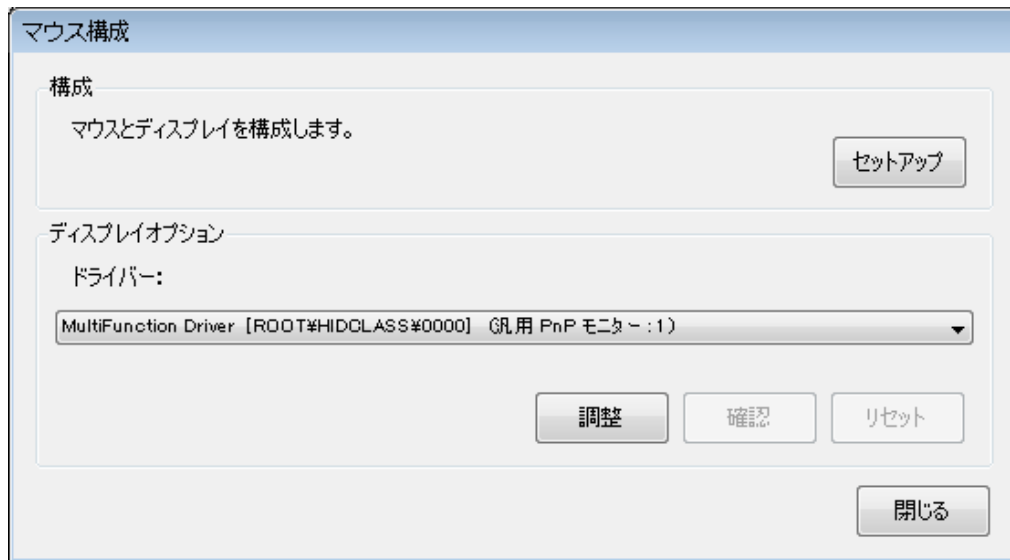 マウス構成
構成
マウスとディスプレイを構成します。
セットアップ
ディスプレイオプション
ドライバー:
MultiFunction Driver [ROOT¥HIDCLASS¥0000] (汎用 PnP モニター : 1)
調整
確認
リセット
閉じる